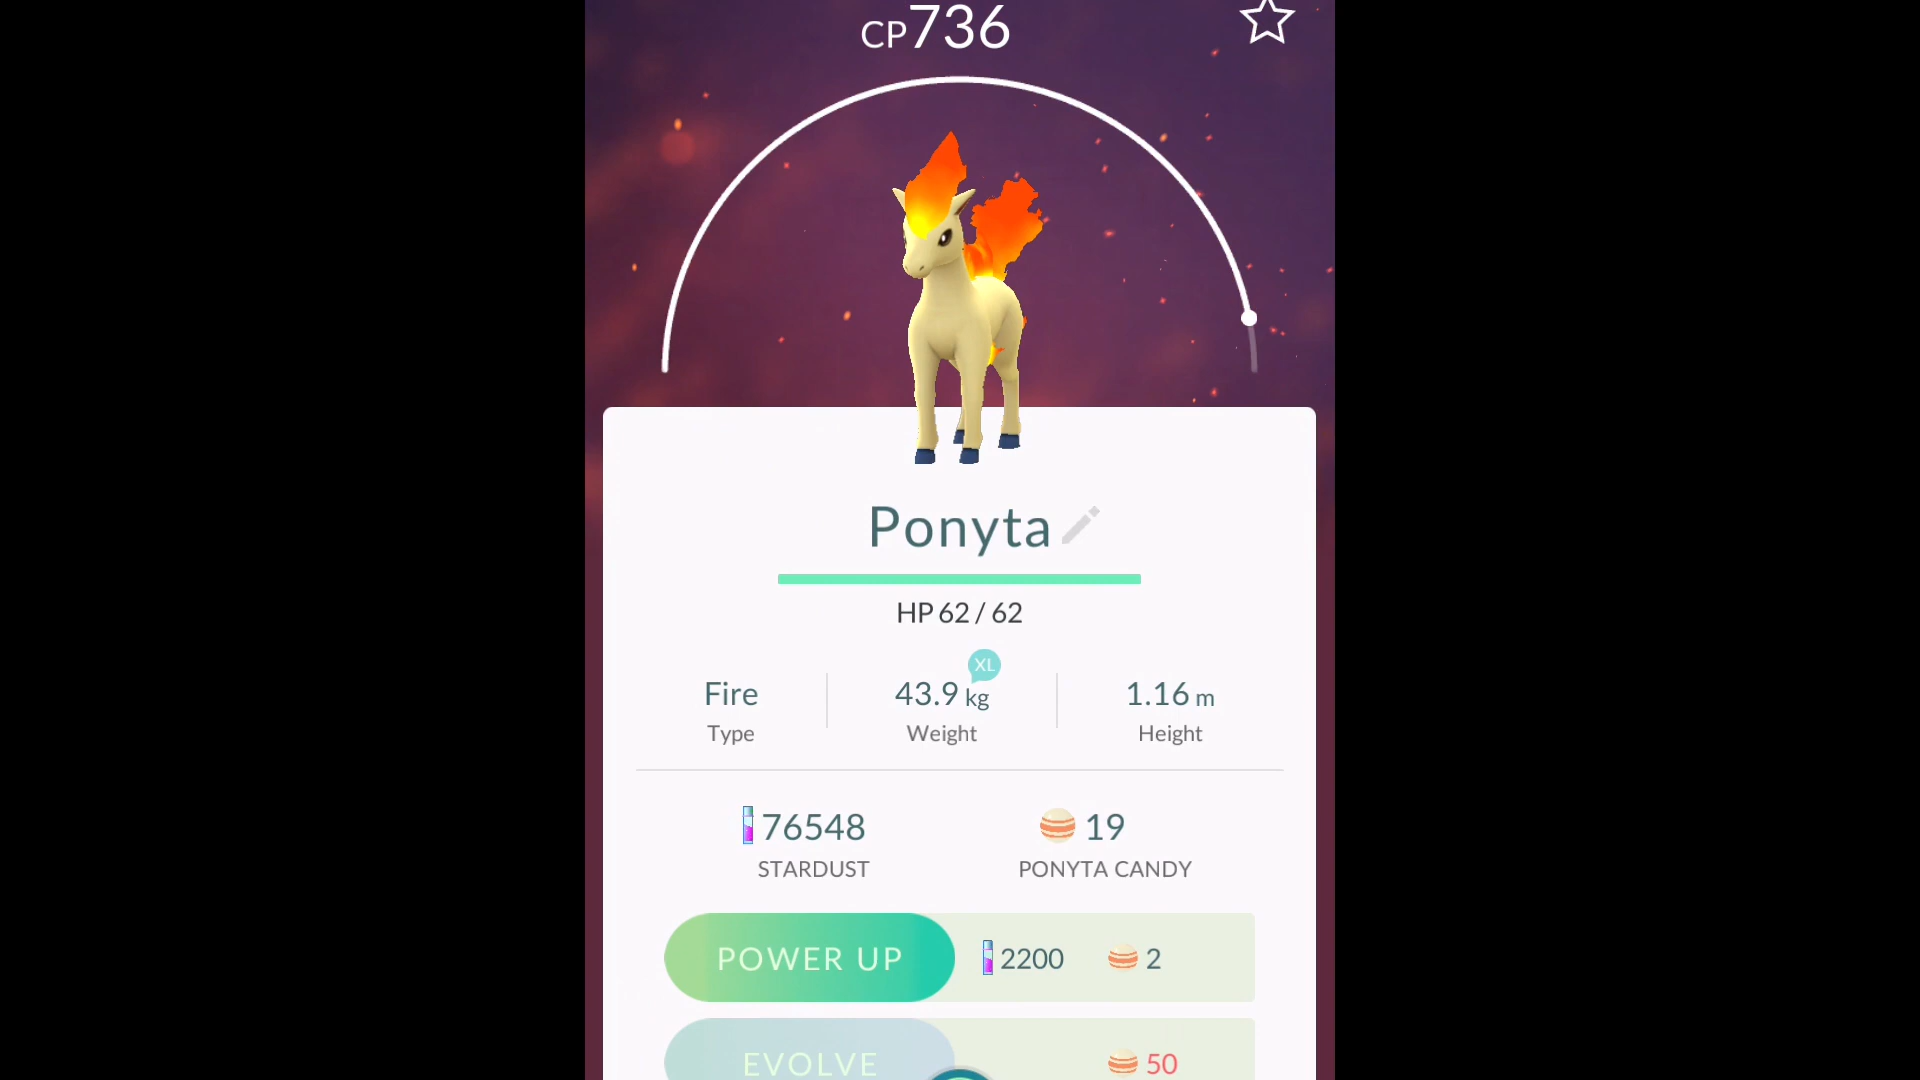 CP736
Ponyta
HP 62 / 62
XL
Fire 43.9 kg 1.16 m
Type Weight Height
76548 19
STARDUST PONYTA CANDY
POWER UP 2200 2
EVOLVE 50